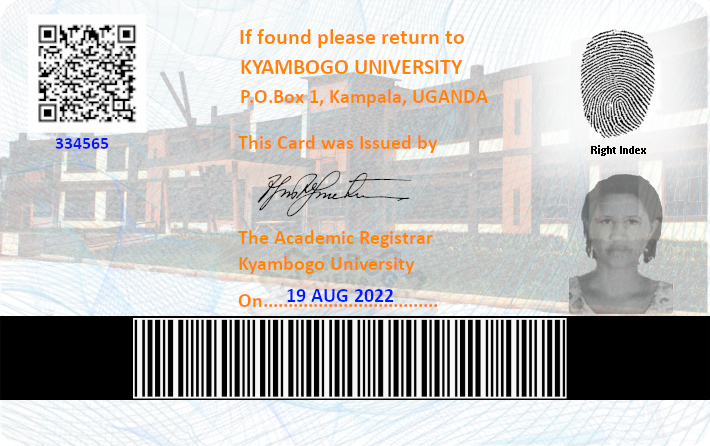 If found please return to
KYAMBOGO UNIVERSITY
P.O.Box 1, Kampala, UGANDA
334565
This Card was Issued by
Right Index
The Academic Registrar
Kyambogo University
On....................................
19 AUG 2022